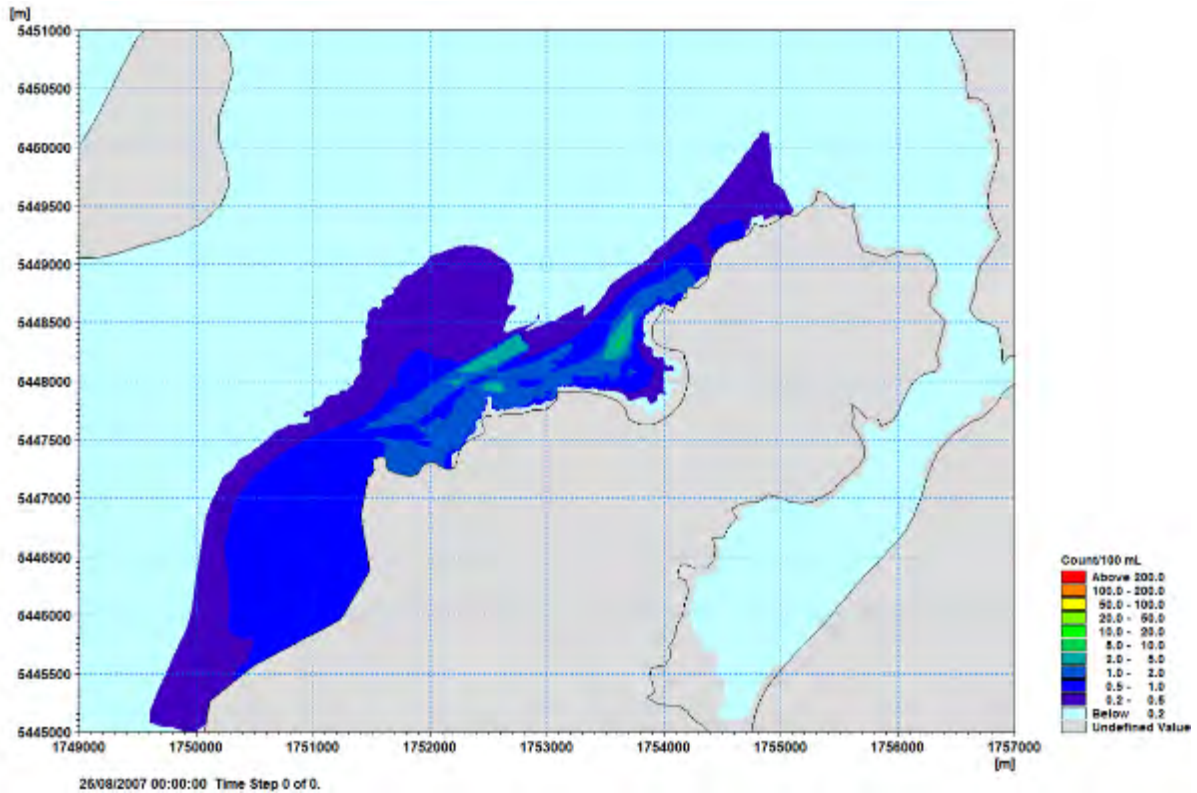 [m]
5451000
5450500
5460000
5449500
5449000
5448500
5448000
5447500
5447000
5446500
5446000
5445500
5445000
1749000 1750000 1751000 1752000 1753000 1754000 1755000 1756000 1757000
[m]
Count/100 mL
Above 200.0
100.0 - 200.0
50.0 - 100.0
20.0 - 50.0
10.0 - 20.0
5.0 - 10.0
2.0 - 5.0
1.0 - 2.0
0.5 - 1.0
0.2 - 0.5
Below 0.2
Undefined Value
26/08/2007 00:00:00 Time Step 0 of 0.